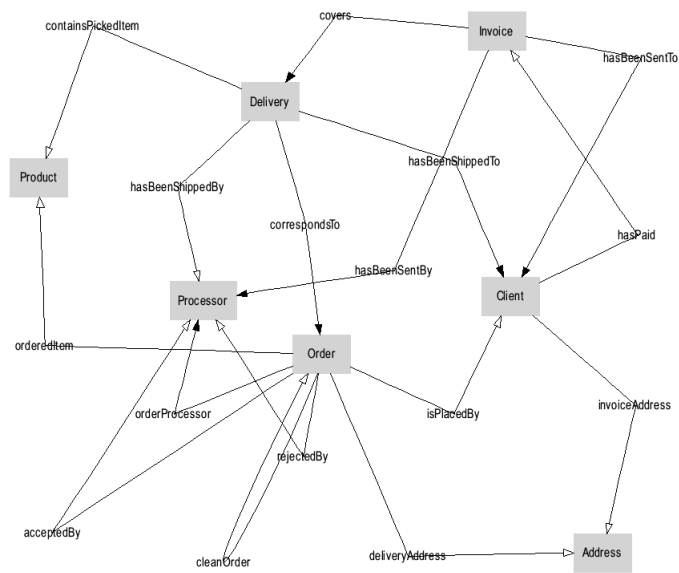 covers
containsPickedItem
Invoice
hasBeenSentTo
Delivery
hasBeenShippedTo
Product
hasBeenShippedBy
correspondsTo
hasPaid
hasBeenSentBy
Processor
Client
orderedItem
Order
invoiceAddress
orderProcessor
isPlacedBy
rejectedBy
acceptedBy
cleanOrder
deliveryAddress
Address